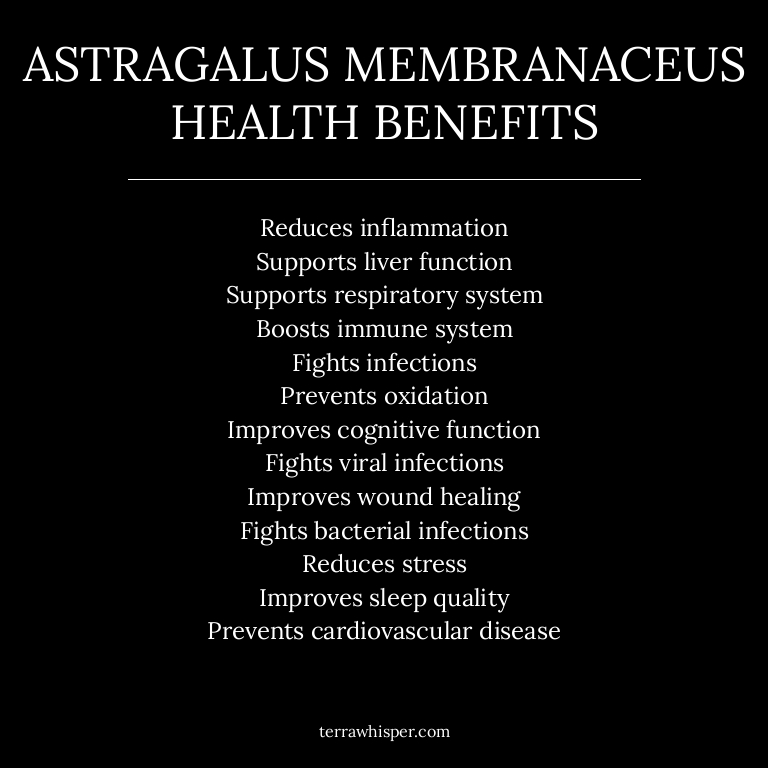 ASTRAGALUS MEMBRANACEUS
HEALTH BENEFITS
Reduces inflammation
Supports liver function
Supports respiratory system
Boosts immune system
Fights infections
Prevents oxidation
Improves cognitive function
Fights viral infections
Improves wound healing
Fights bacterial infections
Reduces stress
Improves sleep quality
Prevents cardiovascular disease
terrawhisper.com